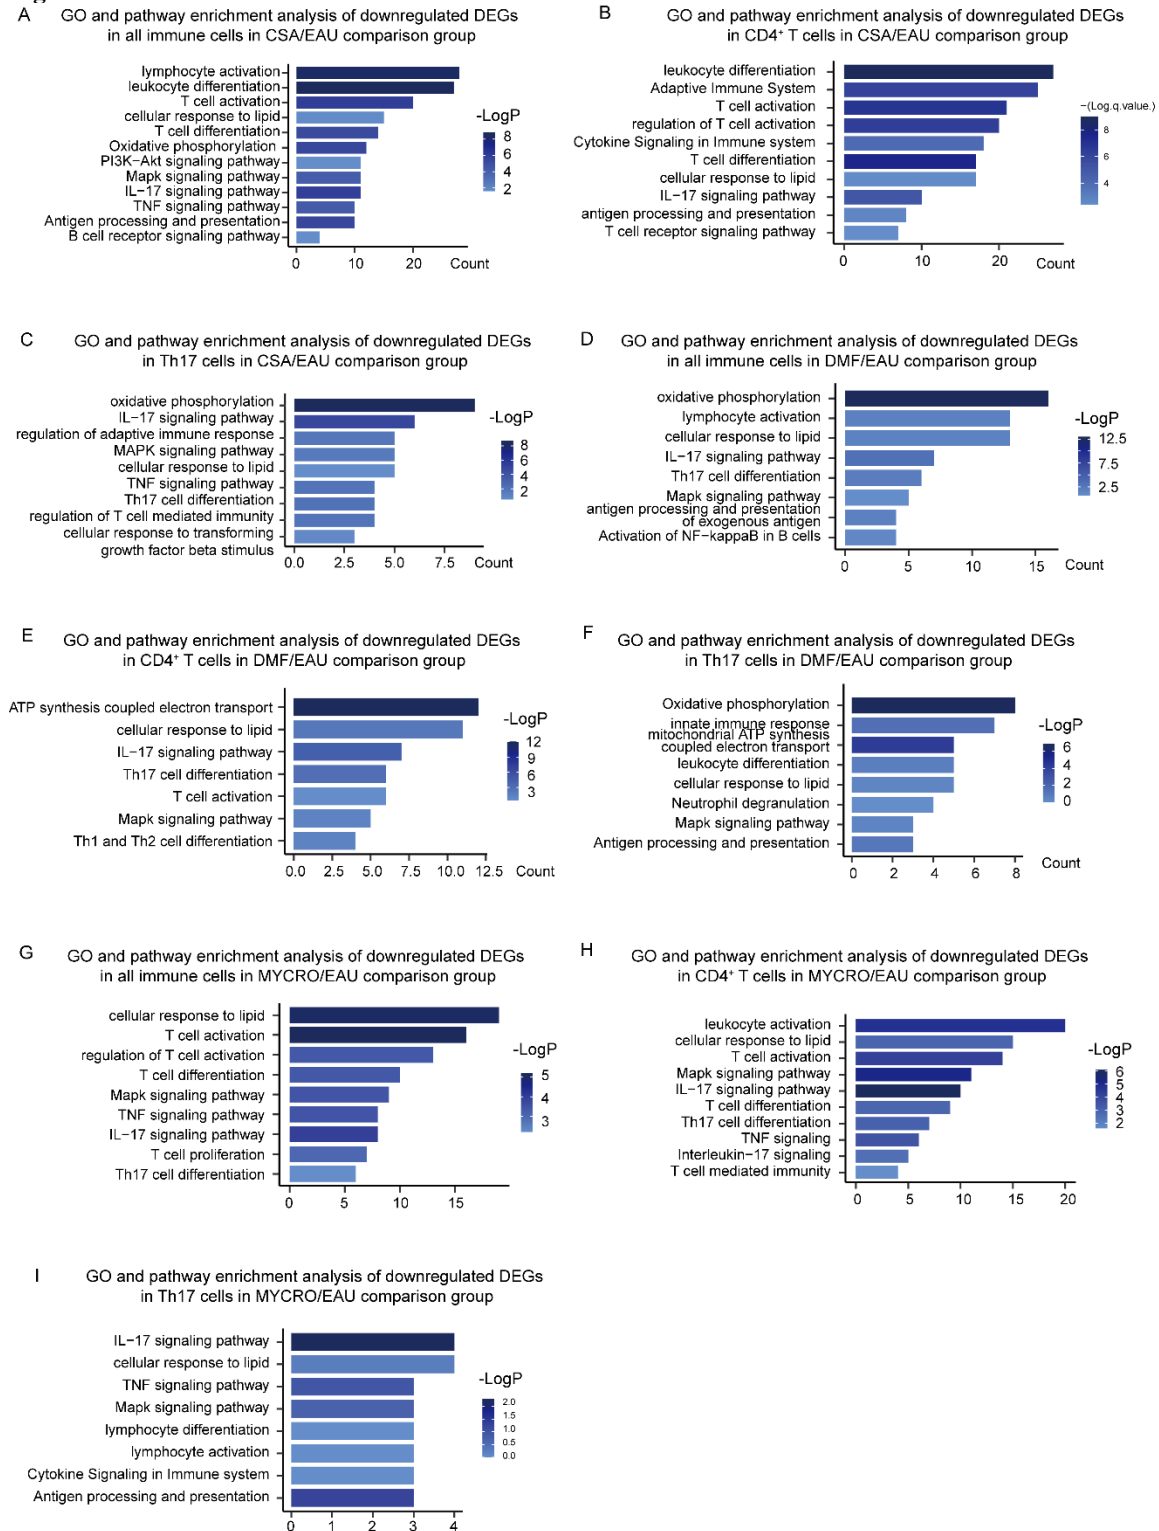 A GO and pathway enrichment analysis of downregulated DEGs
in all immune cells in CSA/EAU comparison group
lymphocyte activation
leukocyte differentiation
T cell activation
cellular response to lipid
T cell differentiation
Oxidative phosphorylation
PI3K−Akt signaling pathway
Mapk signaling pathway
IL−17 signaling pathway
TNF signaling pathway
Antigen processing and presentation
B cell receptor signaling pathway
0 10 20 Count
-LogP
8
6
4
2
B GO and pathway enrichment analysis of downregulated DEGs
in CD4⁺ T cells in CSA/EAU comparison group
leukocyte differentiation
Adaptive Immune System
T cell activation
regulation of T cell activation
Cytokine Signaling in Immune system
T cell differentiation
cellular response to lipid
IL−17 signaling pathway
antigen processing and presentation
T cell receptor signaling pathway
0 10 20 Count
−(Log.q.value.)
8
6
4
C GO and pathway enrichment analysis of downregulated DEGs
in Th17 cells in CSA/EAU comparison group
oxidative phosphorylation
IL−17 signaling pathway
regulation of adaptive immune response
MAPK signaling pathway
cellular response to lipid
TNF signaling pathway
Th17 cell differentiation
regulation of T cell mediated immunity
cellular response to transforming
growth factor beta stimulus
0.0 2.5 5.0 7.5 Count
-LogP
8
6
4
2
D GO and pathway enrichment analysis of downregulated DEGs
in all immune cells in DMF/EAU comparison group
oxidative phosphorylation
lymphocyte activation
cellular response to lipid
IL−17 signaling pathway
Th17 cell differentiation
Mapk signaling pathway
antigen processing and presentation
of exogenous antigen
Activation of NF−kappaB in B cells
0 5 10 15 Count
-LogP
12.5
7.5
2.5
E GO and pathway enrichment analysis of downregulated DEGs
in CD4⁺ T cells in DMF/EAU comparison group
ATP synthesis coupled electron transport
cellular response to lipid
IL−17 signaling pathway
Th17 cell differentiation
T cell activation
Mapk signaling pathway
Th1 and Th2 cell differentiation
0.0 2.5 5.0 7.5 10.0 12.5 Count
-LogP
12
9
6
3
F GO and pathway enrichment analysis of downregulated DEGs
in Th17 cells in DMF/EAU comparison group
Oxidative phosphorylation
innate immune response
mitochondrial ATP synthesis
coupled electron transport
leukocyte differentiation
cellular response to lipid
Neutrophil degranulation
Mapk signaling pathway
Antigen processing and presentation
0 2 4 6 8 Count
-LogP
6
4
2
0
G GO and pathway enrichment analysis of downregulated DEGs
in all immune cells in MYCRO/EAU comparison group
cellular response to lipid
T cell activation
regulation of T cell activation
T cell differentiation
Mapk signaling pathway
TNF signaling pathway
IL−17 signaling pathway
T cell proliferation
Th17 cell differentiation
0 5 10 15
-LogP
5
4
3
H GO and pathway enrichment analysis of downregulated DEGs
in CD4⁺ T cells in MYCRO/EAU comparison group
leukocyte activation
cellular response to lipid
T cell activation
Mapk signaling pathway
IL−17 signaling pathway
T cell differentiation
Th17 cell differentiation
TNF signaling
Interleukin−17 signaling
T cell mediated immunity
0 5 10 15 20
-LogP
6
5
4
3
2
I GO and pathway enrichment analysis of downregulated DEGs
in Th17 cells in MYCRO/EAU comparison group
IL−17 signaling pathway
cellular response to lipid
TNF signaling pathway
Mapk signaling pathway
lymphocyte differentiation
lymphocyte activation
Cytokine Signaling in Immune system
Antigen processing and presentation
0 1 2 3 4
-LogP
2.0
1.5
1.0
0.5
0.0